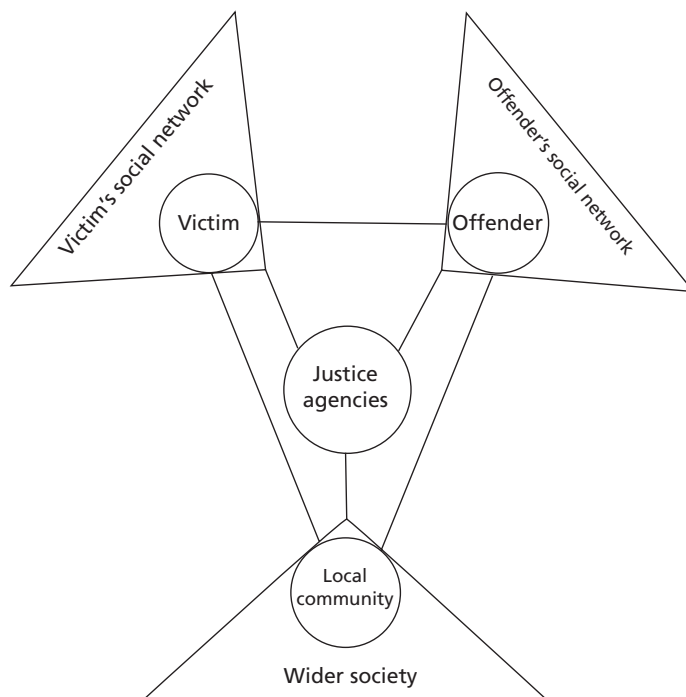 Victim's social network
Offender's social network
Victim
Offender
Justice
agencies
Local
community
Wider society